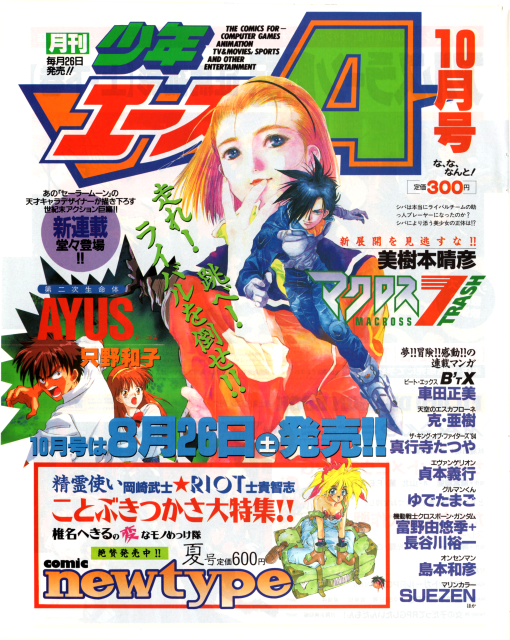 月刊
毎月26日
発売!!
少年
エース
A
THE COMICS FOR—
COMPUTER GAMES
ANIMATION
TV&MOVIES, SPORTS
AND OTHER
ENTERTAINMENT
10月号
な、な、
なんと!
定価300円
シバは本当にライバルチームの助
っ人プレーヤーになったのか?
シバにより添う美少女の正体は!?
新展開を見逃すな!!
美樹本晴彦
マクロス7
MACROSS
TRASH
あの『セーラームーン』の
天才キャラデザイナーが描き下ろす
世紀末アクション巨編!!
新連載
堂々登場
!!
走れ!
跳べ!
ライバルを倒せ!!
第二次生命体
AYUS
只野和子
夢!!冒険!!感動!!の
連載マンガ
ビート・エックス B'TX
車田正美
天空のエスカフローネ
克・亜樹
ザ・キング・オブ・ファイターズ'94
真行寺たつや
エヴァンゲリオン
貞本義行
グルマンくん
ゆでたまご
機動戦士クロスボーン・ガンダム
富野由悠季+
長谷川裕一
オンセンマン
島本和彦
マリンカラー
SUEZEN
ほか
10月号は8月26日土発売!!
精霊使い 岡崎武士★RIOT 士貴智志
ことぶきつかさ大特集!!
椎名へきるの変なモノめっけ隊
絶賛発売中!!
夏号 定価600円
comic
newtype